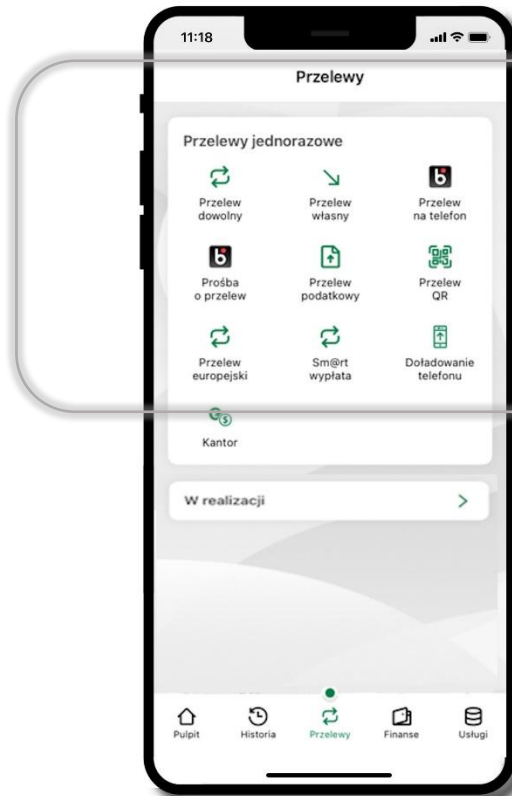 11:18
Przelewy
Przelewy jednorazowe
Przelew
dowolny
Przelew
własny
Przelew
na telefon
Prośba
o przelew
Przelew
podatkowy
Przelew
QR
Przelew
europejski
Sm@rt
wypłata
Doładowanie
telefonu
Kantor
W realizacji
Pulpit
Historia
Przelewy
Finanse
Usługi